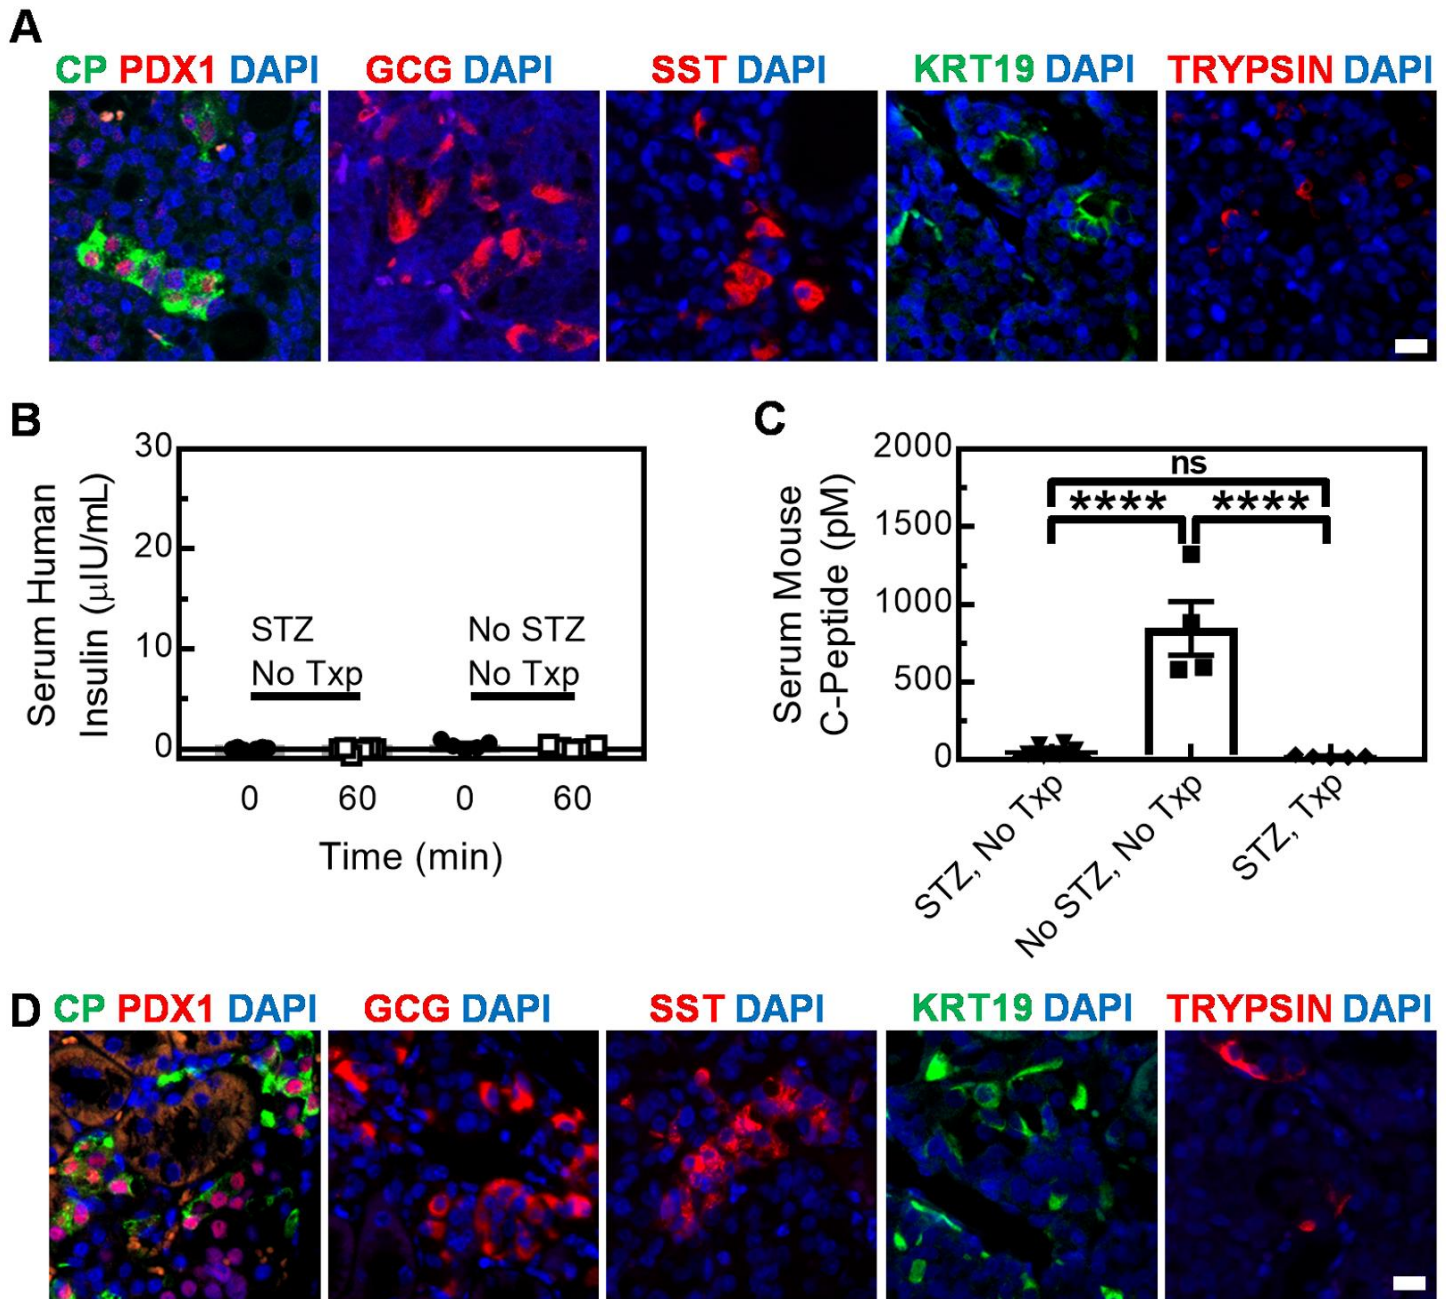 A
CP PDX1 DAPI GCG DAPI SST DAPI KRT19 DAPI TRYPSIN DAPI
B
Serum Human
Insulin (μIU/mL)
30
20
10
0
STZ
No Txp
No STZ
No Txp
0 60 0 60
Time (min)
C
Serum Mouse
C-Peptide (pM)
2000
1500
1000
500
0
ns
**** ****
STZ, No Txp
No STZ, No Txp
STZ, Txp
D
CP PDX1 DAPI GCG DAPI SST DAPI KRT19 DAPI TRYPSIN DAPI